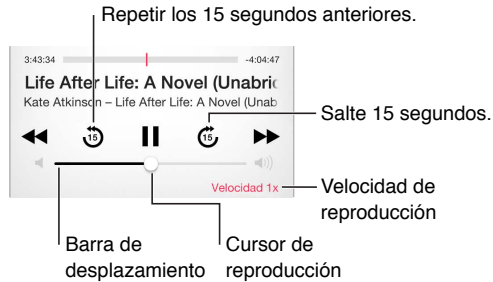 Repetir los 15 segundos anteriores.
3:43:34
-4:04:47
Life After Life: A Novel (Unabric
Kate Atkinson – Life After Life: A Novel (Unab
15
15
Salte 15 segundos.
Velocidad 1x
Velocidad de
reproducción
Barra de
desplazamiento
Cursor de
reproducción